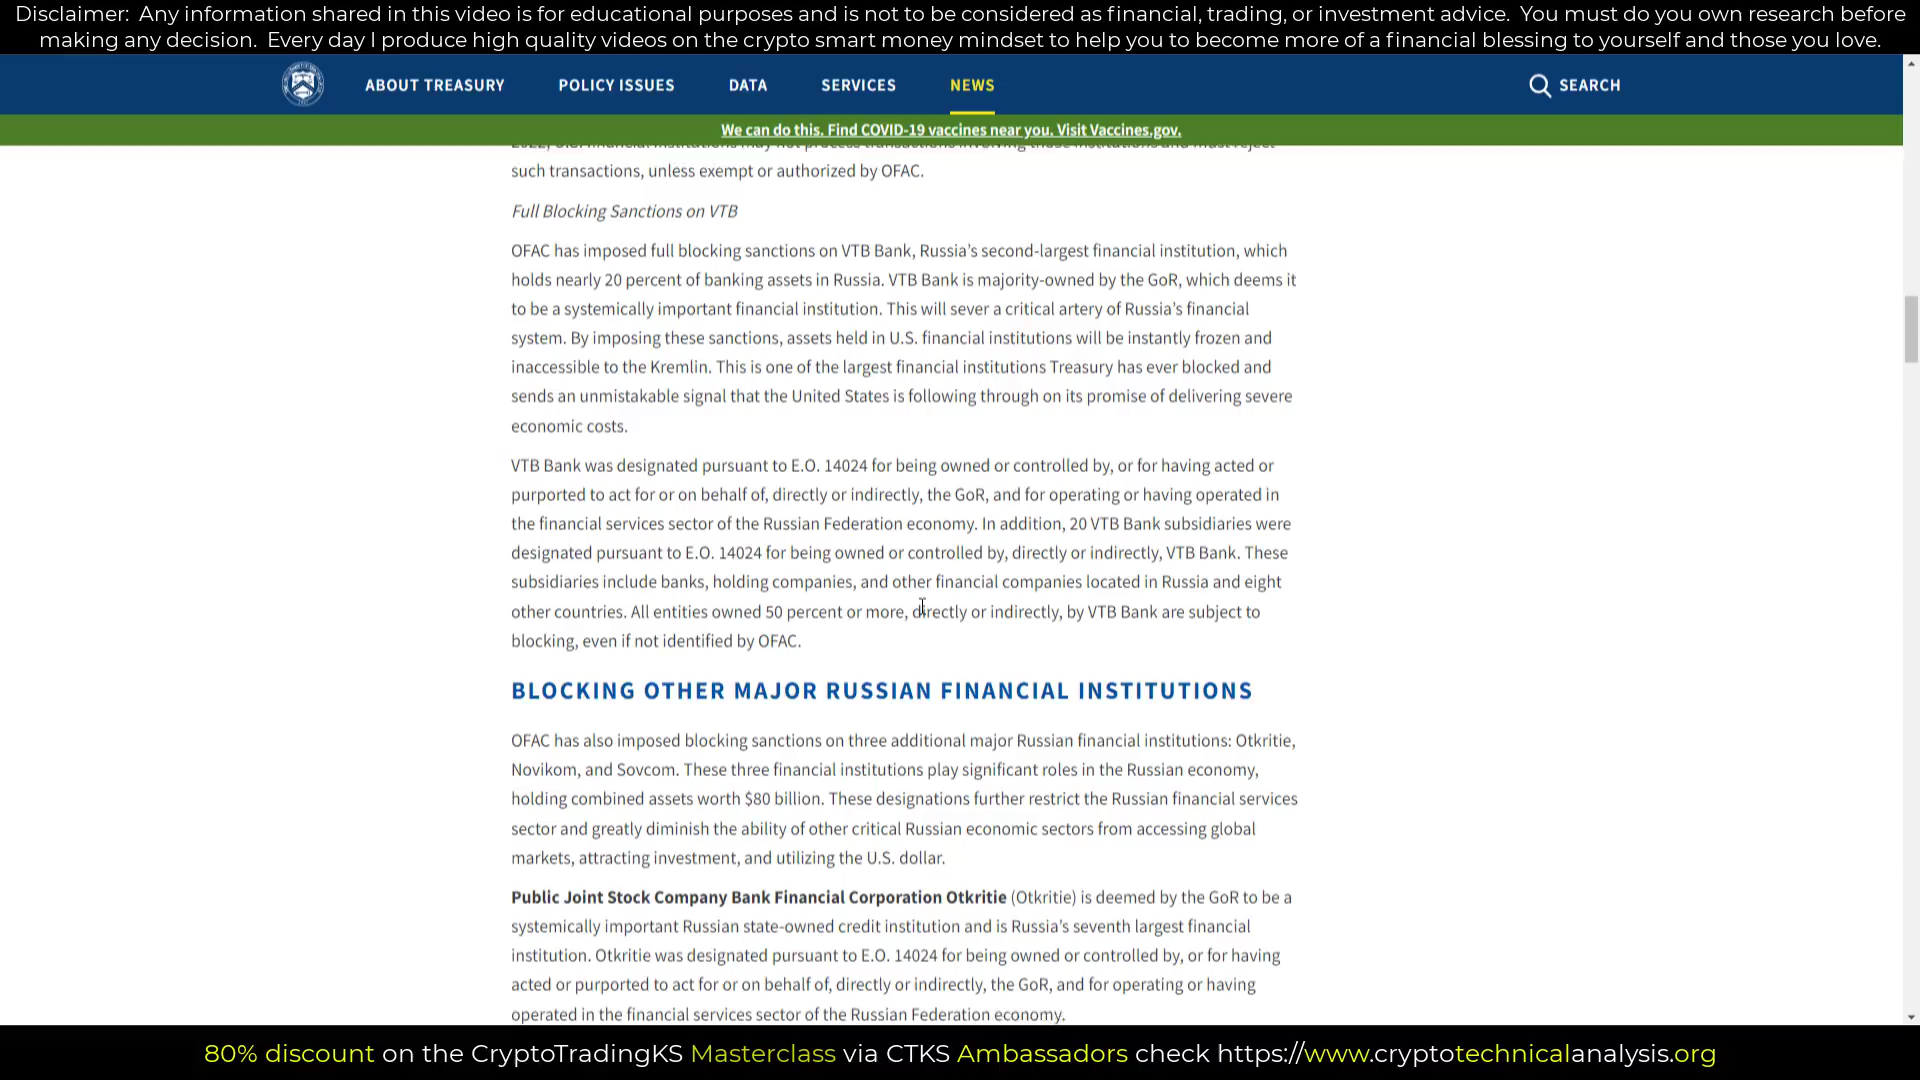 Disclaimer: Any information shared in this video is for educational purposes and is not to be considered as financial, trading, or investment advice. You must do you own research before
making any decision. Every day I produce high quality videos on the crypto smart money mindset to help you to become more of a financial blessing to yourself and those you love.
ABOUT TREASURY POLICY ISSUES DATA SERVICES NEWS SEARCH
We can do this. Find COVID-19 vaccines near you. Visit Vaccines.gov.
2022, U.S. financial institutions may not process transactions involving those institutions and must reject
such transactions, unless exempt or authorized by OFAC.
Full Blocking Sanctions on VTB
OFAC has imposed full blocking sanctions on VTB Bank, Russia’s second-largest financial institution, which
holds nearly 20 percent of banking assets in Russia. VTB Bank is majority-owned by the GoR, which deems it
to be a systemically important financial institution. This will sever a critical artery of Russia’s financial
system. By imposing these sanctions, assets held in U.S. financial institutions will be instantly frozen and
inaccessible to the Kremlin. This is one of the largest financial institutions Treasury has ever blocked and
sends an unmistakable signal that the United States is following through on its promise of delivering severe
economic costs.
VTB Bank was designated pursuant to E.O. 14024 for being owned or controlled by, or for having acted or
purported to act for or on behalf of, directly or indirectly, the GoR, and for operating or having operated in
the financial services sector of the Russian Federation economy. In addition, 20 VTB Bank subsidiaries were
designated pursuant to E.O. 14024 for being owned or controlled by, directly or indirectly, VTB Bank. These
subsidiaries include banks, holding companies, and other financial companies located in Russia and eight
other countries. All entities owned 50 percent or more, directly or indirectly, by VTB Bank are subject to
blocking, even if not identified by OFAC.
BLOCKING OTHER MAJOR RUSSIAN FINANCIAL INSTITUTIONS
OFAC has also imposed blocking sanctions on three additional major Russian financial institutions: Otkritie,
Novikom, and Sovcom. These three financial institutions play significant roles in the Russian economy,
holding combined assets worth $80 billion. These designations further restrict the Russian financial services
sector and greatly diminish the ability of other critical Russian economic sectors from accessing global
markets, attracting investment, and utilizing the U.S. dollar.
Public Joint Stock Company Bank Financial Corporation Otkritie (Otkritie) is deemed by the GoR to be a
systemically important Russian state-owned credit institution and is Russia’s seventh largest financial
institution. Otkritie was designated pursuant to E.O. 14024 for being owned or controlled by, or for having
acted or purported to act for or on behalf of, directly or indirectly, the GoR, and for operating or having
operated in the financial services sector of the Russian Federation economy.
80% discount on the CryptoTradingKS Masterclass via CTKS Ambassadors check https://www.cryptotechnicalanalysis.org